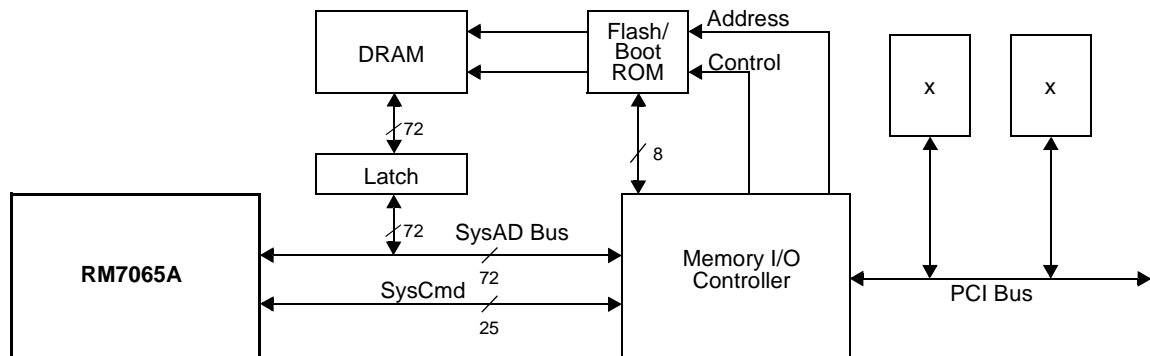 DRAM
Flash/
Boot
ROM
Address
Control
x
x
72
8
Latch
72
SysAD Bus
RM7065A
72
Memory I/O
Controller
SysCmd
25
PCI Bus